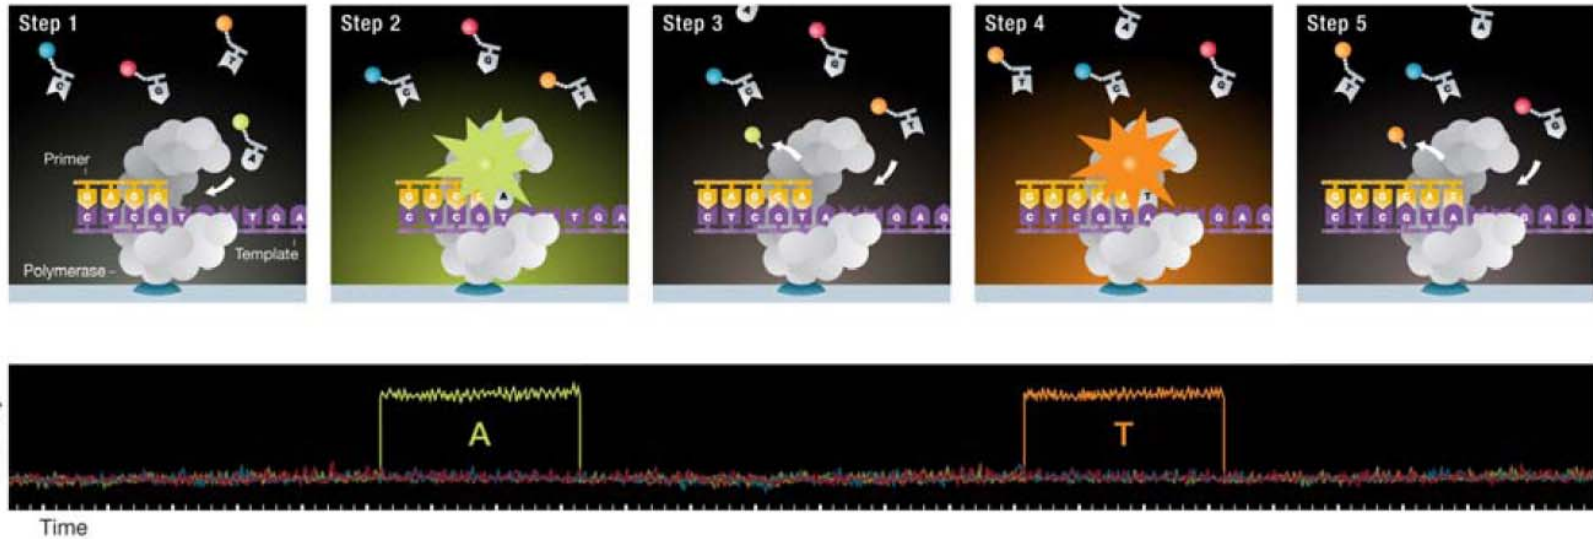 Step 1
Step 2
Step 3
Step 4
Step 5
C
G
T
A
C
G
T
C
G
T
A
T
C
G
A
T
C
G
A
Primer
G A G C
C T C G T T G A
A
C T C G T T G A
G A G C A
C T C G T A G A G
T
C T C G T A G A G
G A G C A T
C T C G T A G A G
Template
Polymerase
A
T
Time